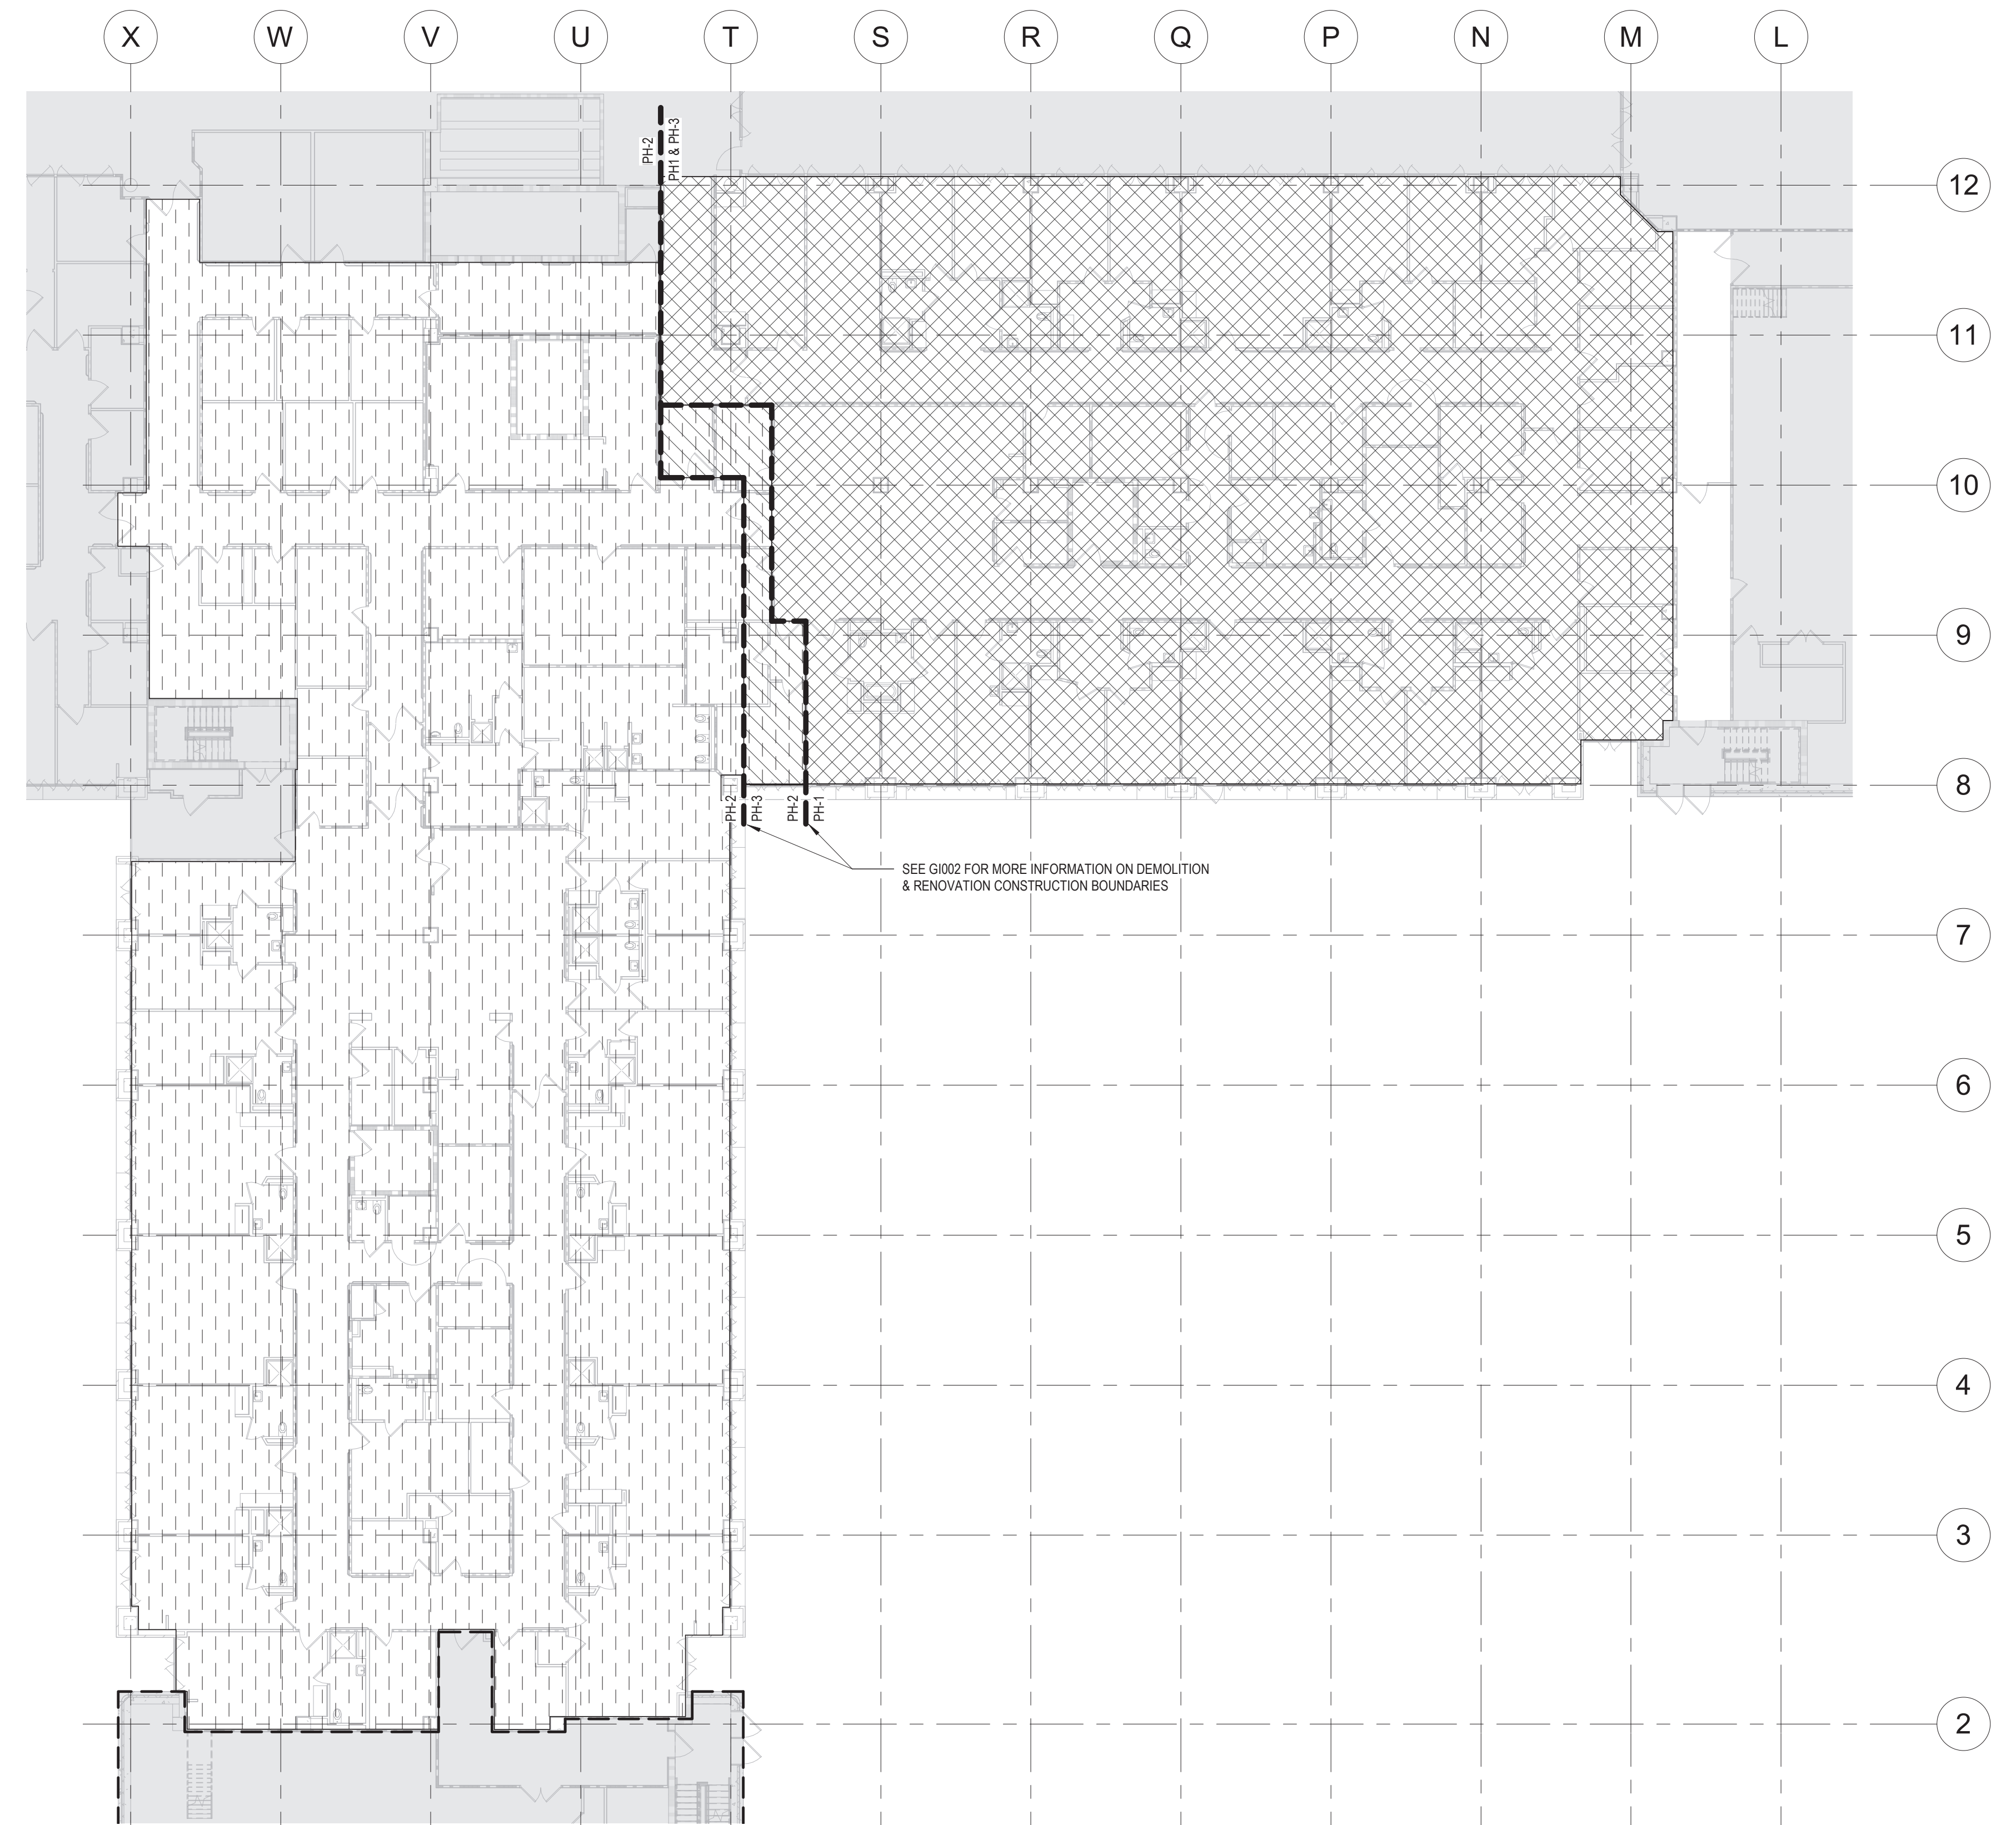 X W V U T S R Q P N M L
PH-2
PH1 & PH-3
12
11
10
9
8
PH-2
PH-3
PH-2
PH-1
SEE GI002 FOR MORE INFORMATION ON DEMOLITION
& RENOVATION CONSTRUCTION BOUNDARIES
7
6
5
4
3
2